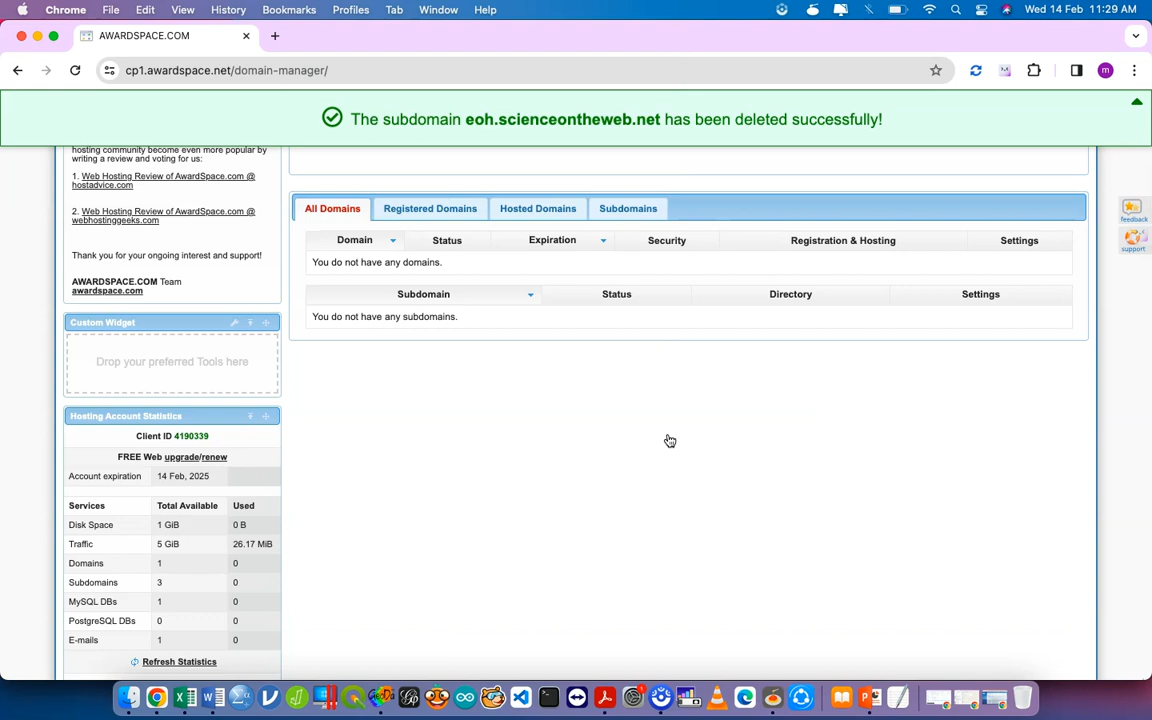 Chrome File Edit View History Bookmarks Profiles Tab Window Help Wed 14 Feb 11:29 AM
AWARDSPACE.COM
cp1.awardspace.net/domain-manager/
m
The subdomain eoh.scienceontheweb.net has been deleted successfully!
hosting community become even more popular by
writing a review and voting for us:
1. Web Hosting Review of AwardSpace.com @
hostadvice.com
2. Web Hosting Review of AwardSpace.com @
webhostinggeeks.com
Thank you for your ongoing interest and support!
AWARDSPACE.COM Team
awardspace.com
Custom Widget
Drop your preferred Tools here
Hosting Account Statistics
Client ID 4190339
FREE Web upgrade/renew
Account expiration 14 Feb, 2025
Services Total Available Used
Disk Space 1 GiB 0 B
Traffic 5 GiB 26.17 MiB
Domains 1 0
Subdomains 3 0
MySQL DBs 1 0
PostgreSQL DBs 0 0
E-mails 1 0
Refresh Statistics
All Domains Registered Domains Hosted Domains Subdomains
Domain Status Expiration Security Registration & Hosting Settings
You do not have any domains.
Subdomain Status Directory Settings
You do not have any subdomains.
feedback
support